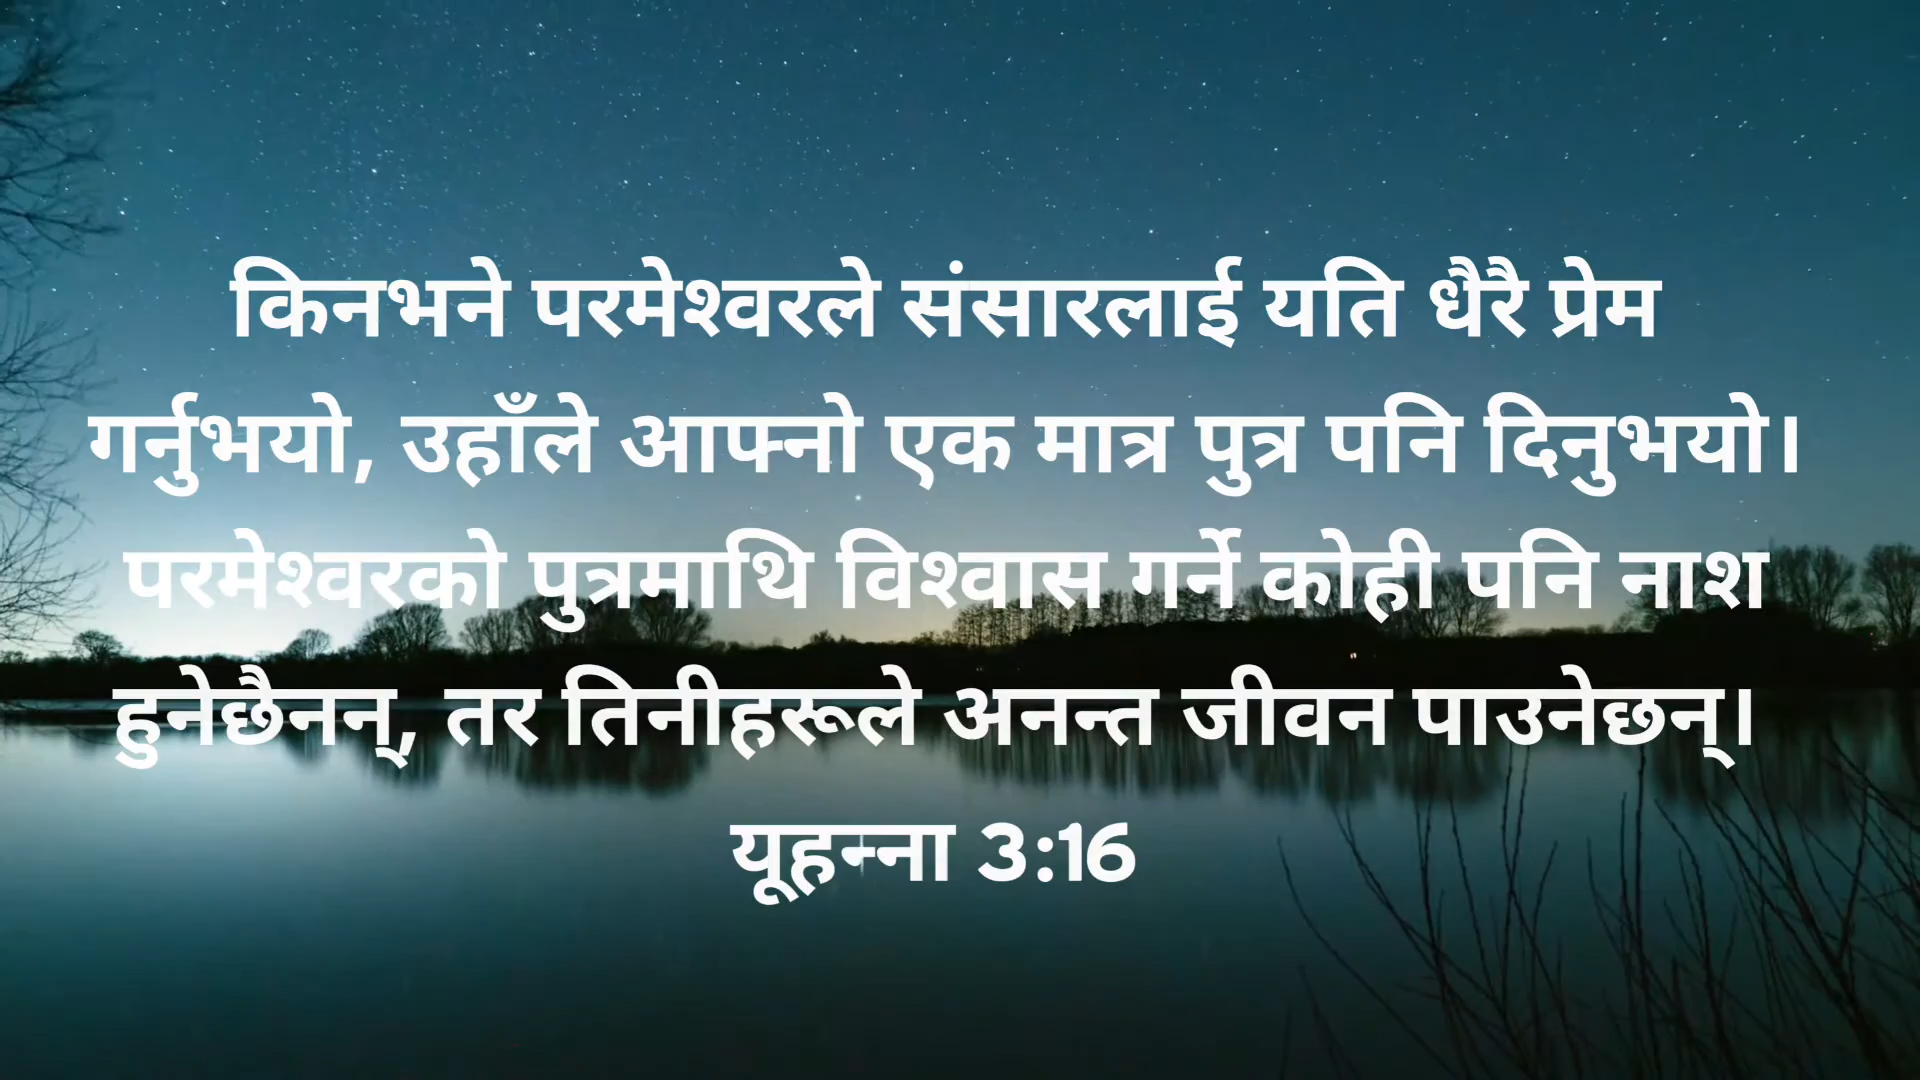 किनभने परमेश्वरले संसारलाई यति धैरै प्रेम
गर्नुभयो, उहाँले आफ्नो एक मात्र पुत्र पनि दिनुभयो।
परमेश्वरको पुत्रमाथि विश्वास गर्ने कोही पनि नाश
हुनेछैनन्, तर तिनीहरूले अनन्त जीवन पाउनेछन्।
यूहन्ना 3:16